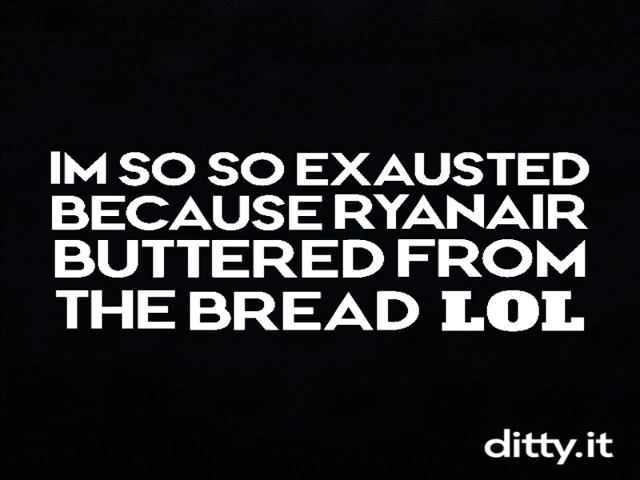 IM SO SO EXAUSTED
BECAUSE RYANAIR
BUTTERED FROM
THE BREAD LOL
ditty.it